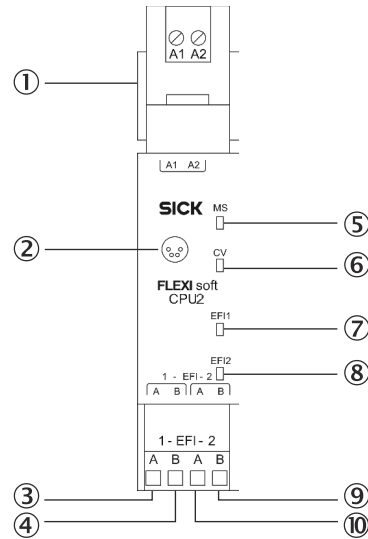 A1 A2
①
A1 A2
SICK MS
⑤
②
CV
⑥
FLEXI soft
CPU2
EFI1
⑦
EFI2
⑧
1 - EFI - 2
A B A B
1 - EFI - 2
A B A B
③ ⑨
④ ⑩